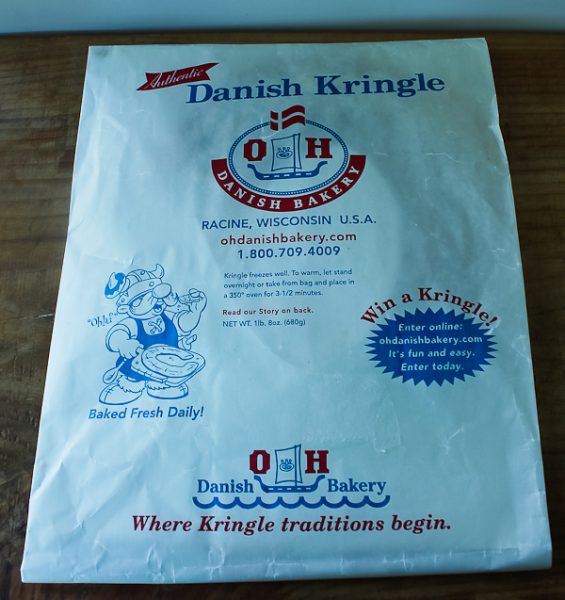 Authentic
Danish Kringle
O H
DANISH BAKERY
RACINE, WISCONSIN U.S.A.
ohdanishbakery.com
1.800.709.4009
Kringle freezes well. To warm, let stand
overnight or take from bag and place in
a 350° oven for 3-1/2 minutes.
Read our Story on back.
NET WT. 1lb. 8oz. (680g)
"Oh!la"
Baked Fresh Daily!
Win a Kringle!
Enter online:
ohdanishbakery.com
It's fun and easy.
Enter today.
O H
Danish Bakery
Where Kringle traditions begin.